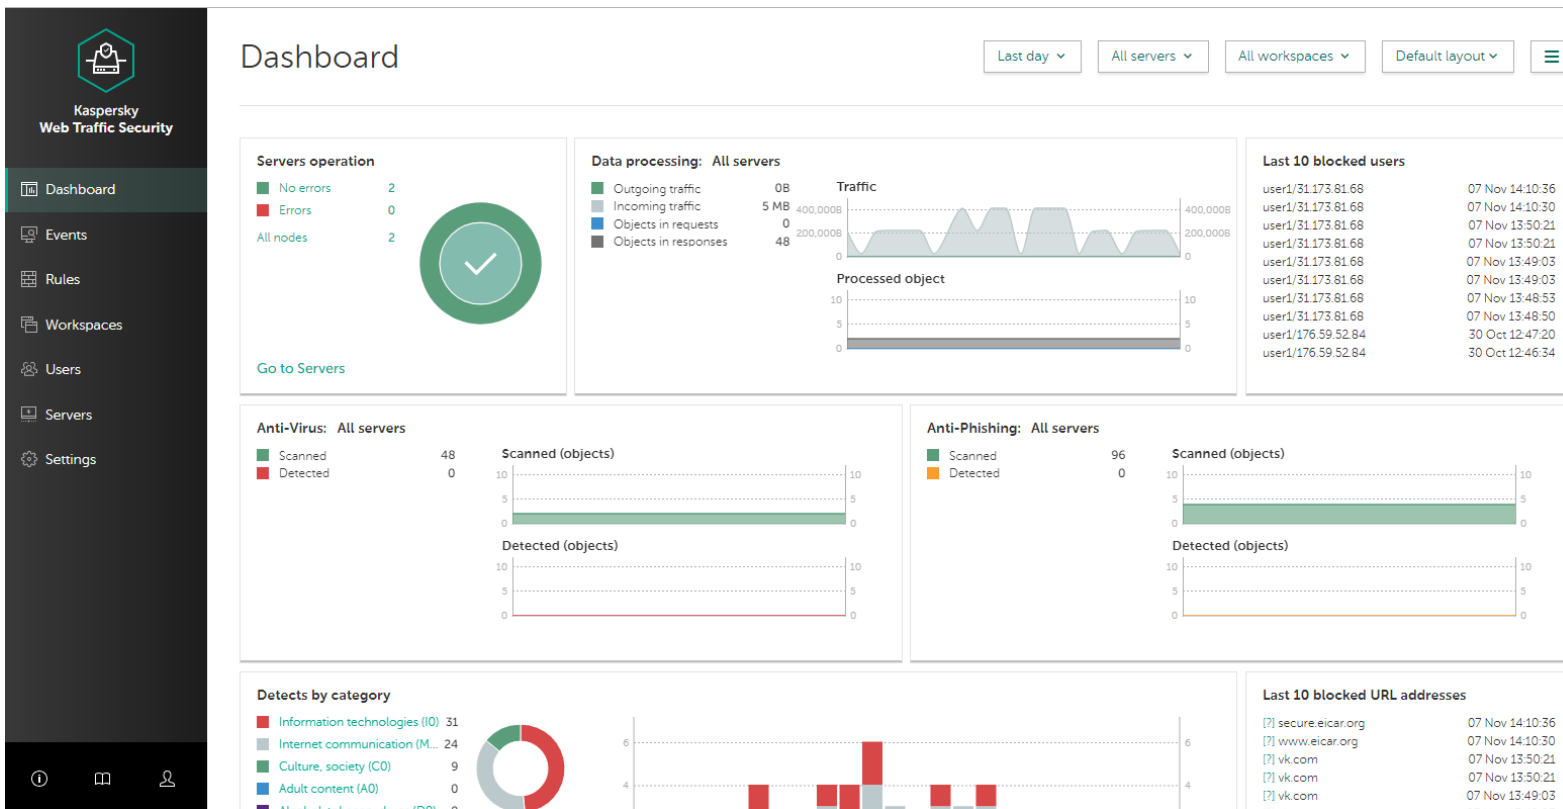 Kaspersky
Web Traffic Security
Dashboard
Events
Rules
Workspaces
Users
Servers
Settings
Dashboard
Last day
All servers
All workspaces
Default layout
Servers operation
No errors 2
Errors 0
All nodes 2
Go to Servers
Data processing: All servers
Outgoing traffic 0B
Incoming traffic 5 MB
Objects in requests 0
Objects in responses 48
Traffic
400,000B 400,000B
200,000B 200,000B
0 0
Processed object
10 10
5 5
0 0
Last 10 blocked users
user1/31.173.81.68 07 Nov 14:10:36
user1/31.173.81.68 07 Nov 14:10:30
user1/31.173.81.68 07 Nov 13:50:21
user1/31.173.81.68 07 Nov 13:50:21
user1/31.173.81.68 07 Nov 13:49:03
user1/31.173.81.68 07 Nov 13:49:03
user1/31.173.81.68 07 Nov 13:48:53
user1/31.173.81.68 07 Nov 13:48:50
user1/176.59.52.84 30 Oct 12:47:20
user1/176.59.52.84 30 Oct 12:46:34
Anti-Virus: All servers
Scanned 48
Detected 0
Scanned (objects)
10 10
5 5
0 0
Detected (objects)
10 10
5 5
0 0
Anti-Phishing: All servers
Scanned 96
Detected 0
Scanned (objects)
10 10
5 5
0 0
Detected (objects)
10 10
5 5
0 0
Detects by category
Information technologies (I0) 31
Internet communication (M... 24
Culture, society (C0) 9
Adult content (A0) 0
6 6
4 4
Last 10 blocked URL addresses
[?] secure.eicar.org 07 Nov 14:10:36
[?] www.eicar.org 07 Nov 14:10:30
[?] vk.com 07 Nov 13:50:21
[?] vk.com 07 Nov 13:50:21
[?] vk.com 07 Nov 13:49:03